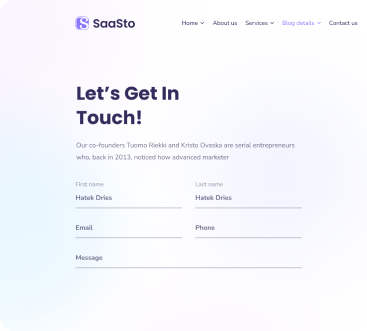 SaaSto
Home About us Services Blog details Contact us
Let's Get In
Touch!
Our co-founders Tuomo Riekki and Kristo Ovaska are serial entrepreneurs
who, back in 2013, noticed how advanced marketer
First name Last name
Hatek Dries Hatek Dries
Email Phone
Message